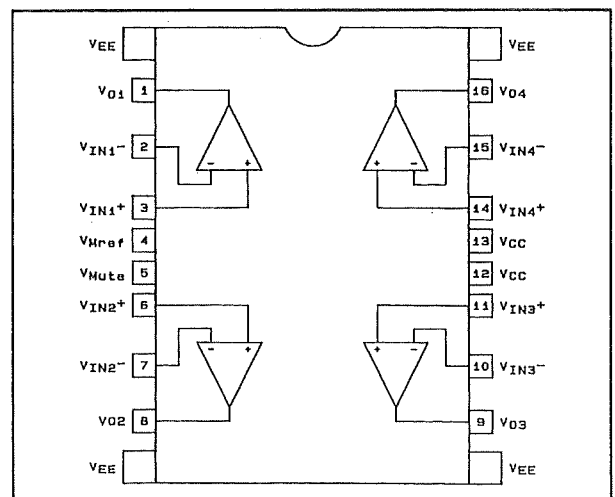 VEE VEE
VO1 1 16 VO4
VIN1- 2 15 VIN4-
- + + -
VIN1+ 3 14 VIN4+
VMref 4 13 VCC
VMute 5 12 VCC
VIN2+ 6 11 VIN3+
- + + -
VIN2- 7 10 VIN3-
VO2 8 9 VO3
VEE VEE